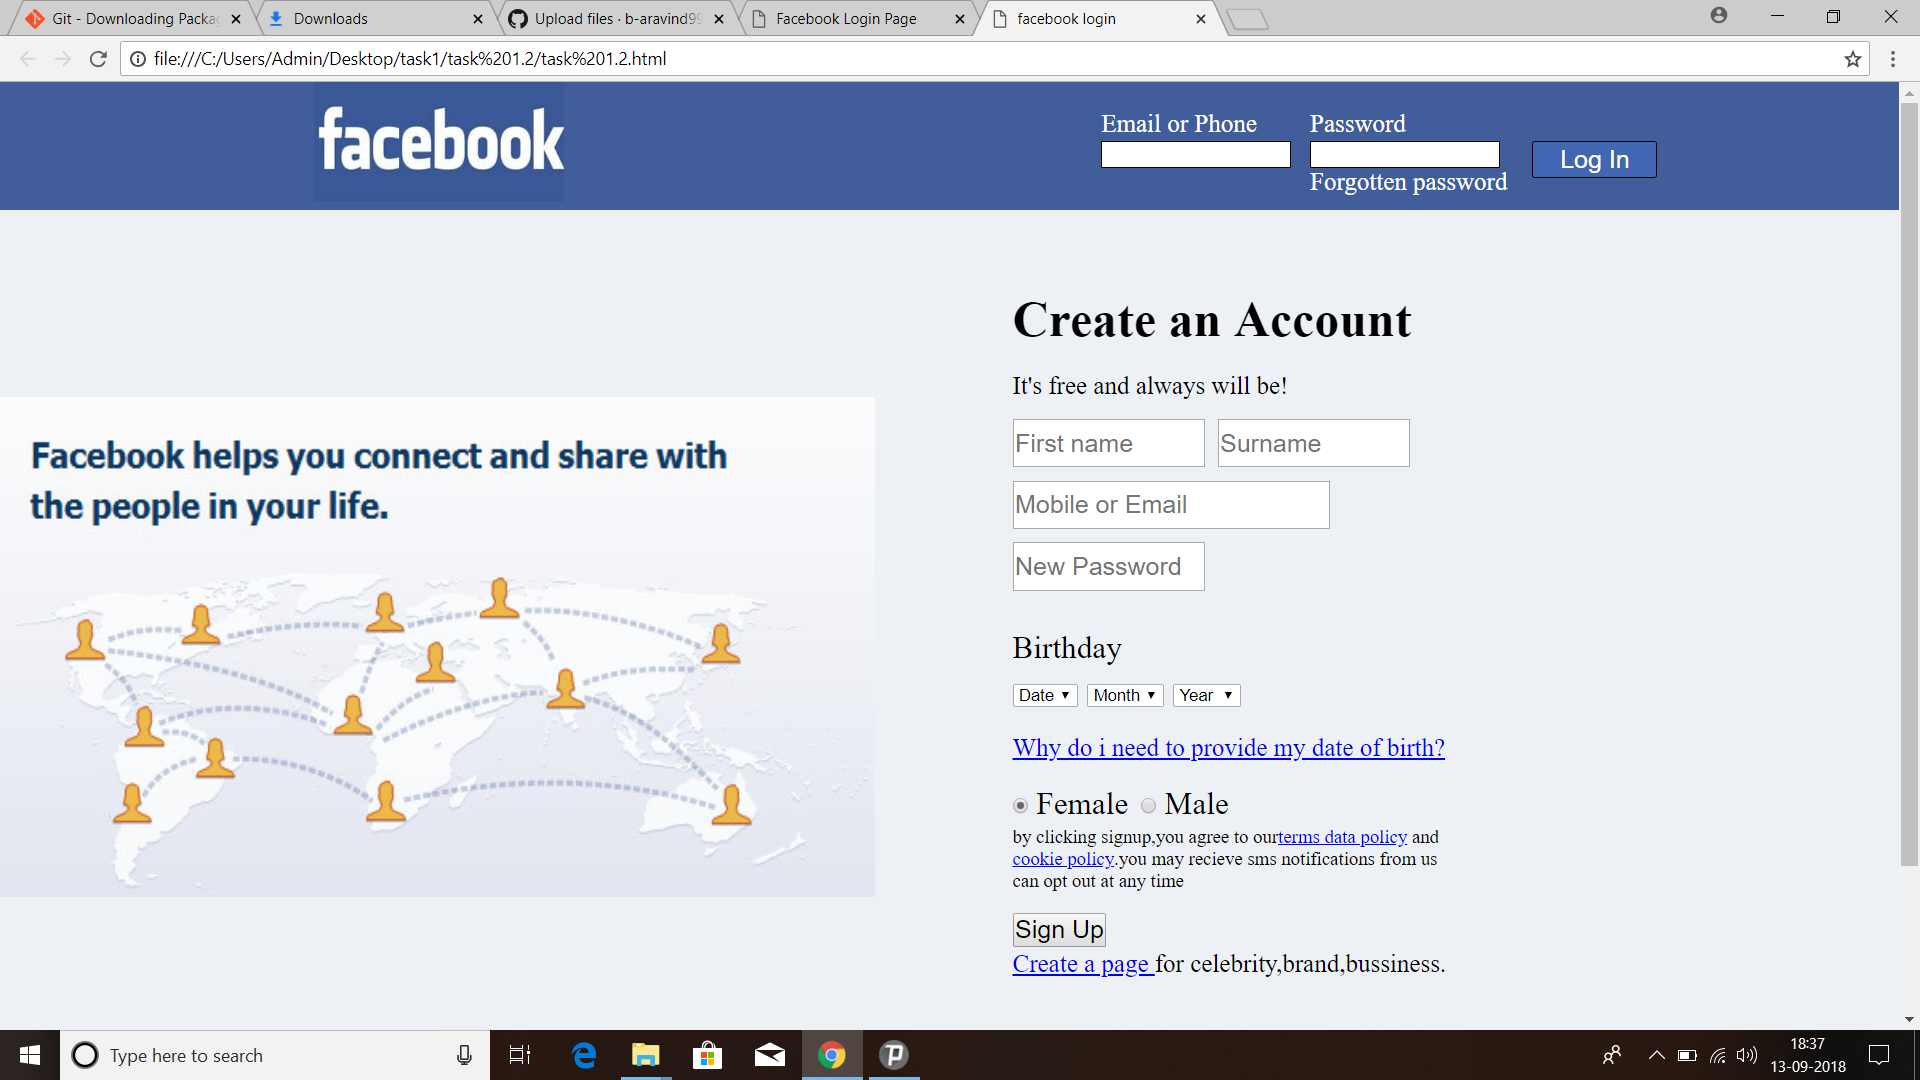 Git - Downloading Packa
Downloads
Upload files · b-aravind99
Facebook Login Page
facebook login
file:///C:/Users/Admin/Desktop/task1/task%201.2/task%201.2.html
facebook
Email or Phone
Password
Log In
Forgotten password
Create an Account
It's free and always will be!
First name
Surname
Mobile or Email
New Password
Facebook helps you connect and share with
the people in your life.
Birthday
Date
Month
Year
Why do i need to provide my date of birth?
Female
Male
by clicking signup,you agree to ourterms data policy and
cookie policy.you may recieve sms notifications from us
can opt out at any time
Sign Up
Create a page for celebrity,brand,bussiness.
Type here to search
18:37
13-09-2018